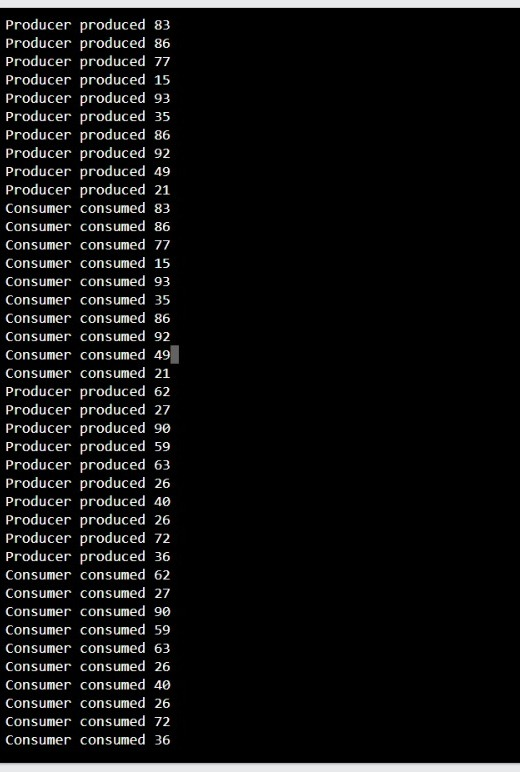 Producer produced 83
Producer produced 86
Producer produced 77
Producer produced 15
Producer produced 93
Producer produced 35
Producer produced 86
Producer produced 92
Producer produced 49
Producer produced 21
Consumer consumed 83
Consumer consumed 86
Consumer consumed 77
Consumer consumed 15
Consumer consumed 93
Consumer consumed 35
Consumer consumed 86
Consumer consumed 92
Consumer consumed 49
Consumer consumed 21
Producer produced 62
Producer produced 27
Producer produced 90
Producer produced 59
Producer produced 63
Producer produced 26
Producer produced 40
Producer produced 26
Producer produced 72
Producer produced 36
Consumer consumed 62
Consumer consumed 27
Consumer consumed 90
Consumer consumed 59
Consumer consumed 63
Consumer consumed 26
Consumer consumed 40
Consumer consumed 26
Consumer consumed 72
Consumer consumed 36